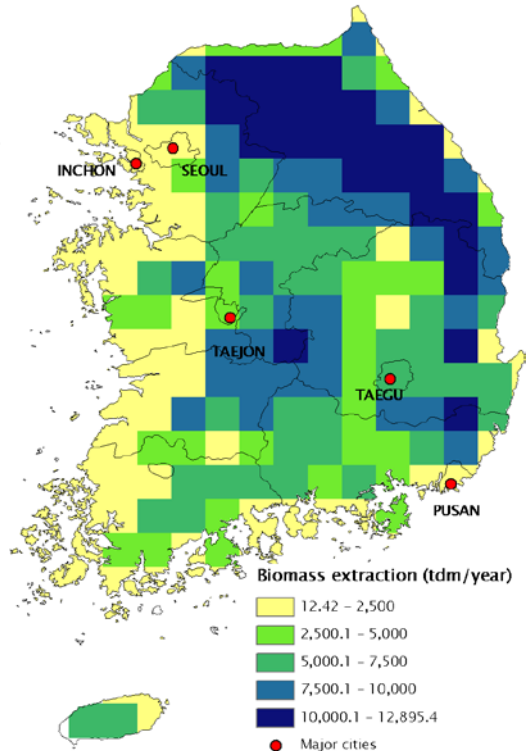 INCHON
SEOUL
TAEJON
TAEGU
PUSAN
Biomass extraction (tdm/year)
12.42 – 2,500
2,500.1 – 5,000
5,000.1 – 7,500
7,500.1 – 10,000
10,000.1 – 12,895.4
Major cities